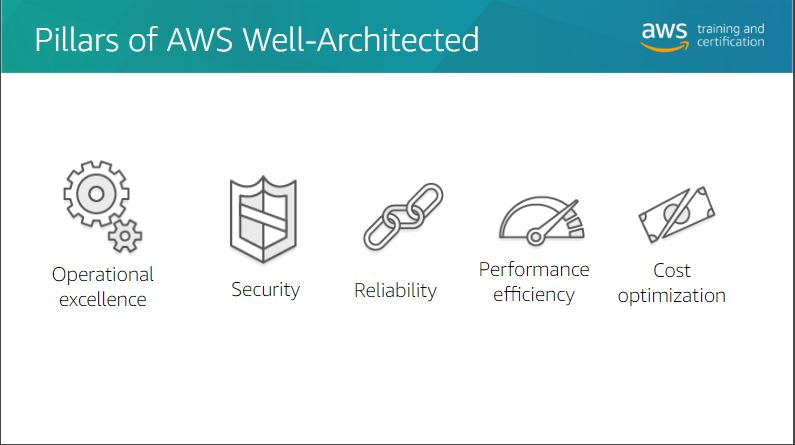 Pillars of AWS Well-Architected
aws training and
certification
Operational
excellence
Security
Reliability
Performance
efficiency
Cost
optimization